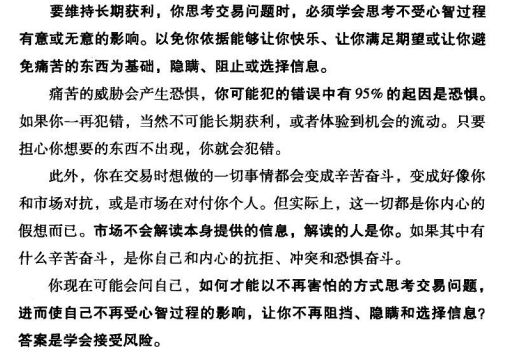 要维持长期获利，你思考交易问题时，必须学会思考不受心智过程
有意或无意的影响。以免你依据能够让你快乐、让你满足期望或让你避
免痛苦的东西为基础，隐瞒、阻止或选择信息。
痛苦的威胁会产生恐惧，你可能犯的错误中有95%的起因是恐惧。
如果你一再犯错，当然不可能长期获利，或者体验到机会的流动。只要
担心你想要的东西不出现，你就会犯错。
此外，你在交易时想做的一切事情都会变成辛苦奋斗，变成好像你
和市场对抗，或是市场在对付你个人。但实际上，这一切都是你内心的
假想而已。市场不会解读本身提供的信息，解读的人是你。如果其中有
什么辛苦奋斗，是你自己和内心的抗拒、冲突和恐惧奋斗。
你现在可能会问自己，如何才能以不再害怕的方式思考交易问题，
进而使自己不再受心智过程的影响，让你不再阻挡、隐瞒和选择信息？
答案是学会接受风险。